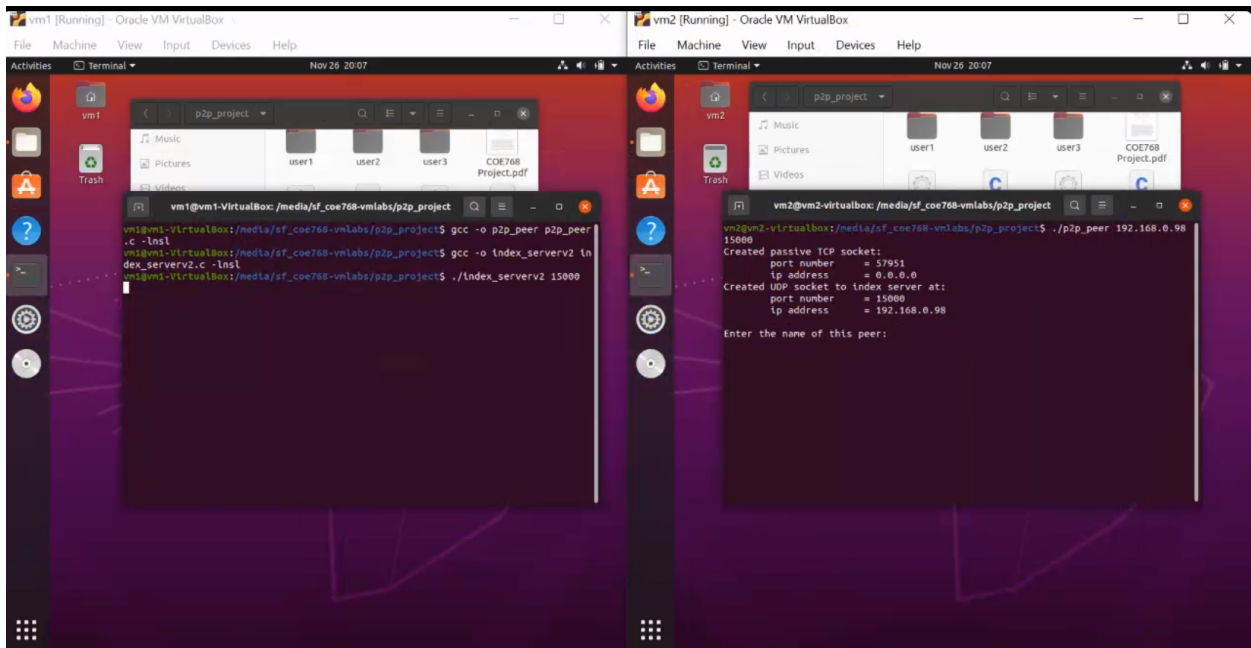 vm1 [Running] - Oracle VM VirtualBox
File Machine View Input Devices Help
Activities Terminal Nov 26 20:07
vm1
Trash
p2p_project
Music
Pictures
Videos
user1 user2 user3 COE768
Project.pdf
vm1@vm1-VirtualBox: /media/sf_coe768-vmlabs/p2p_project
vm1@vm1-VirtualBox:/media/sf_coe768-vmlabs/p2p_project$ gcc -o p2p_peer p2p_peer
.c -lnsl
vm1@vm1-VirtualBox:/media/sf_coe768-vmlabs/p2p_project$ gcc -o index_serverv2 in
dex_serverv2.c -lnsl
vm1@vm1-VirtualBox:/media/sf_coe768-vmlabs/p2p_project$ ./index_serverv2 15000
vm2 [Running] - Oracle VM VirtualBox
File Machine View Input Devices Help
Activities Terminal Nov 26 20:07
vm2
Trash
p2p_project
Music
Pictures
Videos
user1 user2 user3 COE768
Project.pdf
vm2@vm2-virtualbox: /media/sf_coe768-vmlabs/p2p_project
vm2@vm2-virtualbox:/media/sf_coe768-vmlabs/p2p_project$ ./p2p_peer 192.168.0.98
15000
Created passive TCP socket:
port number = 57951
ip address = 0.0.0.0
Created UDP socket to index server at:
port number = 15000
ip address = 192.168.0.98
Enter the name of this peer: